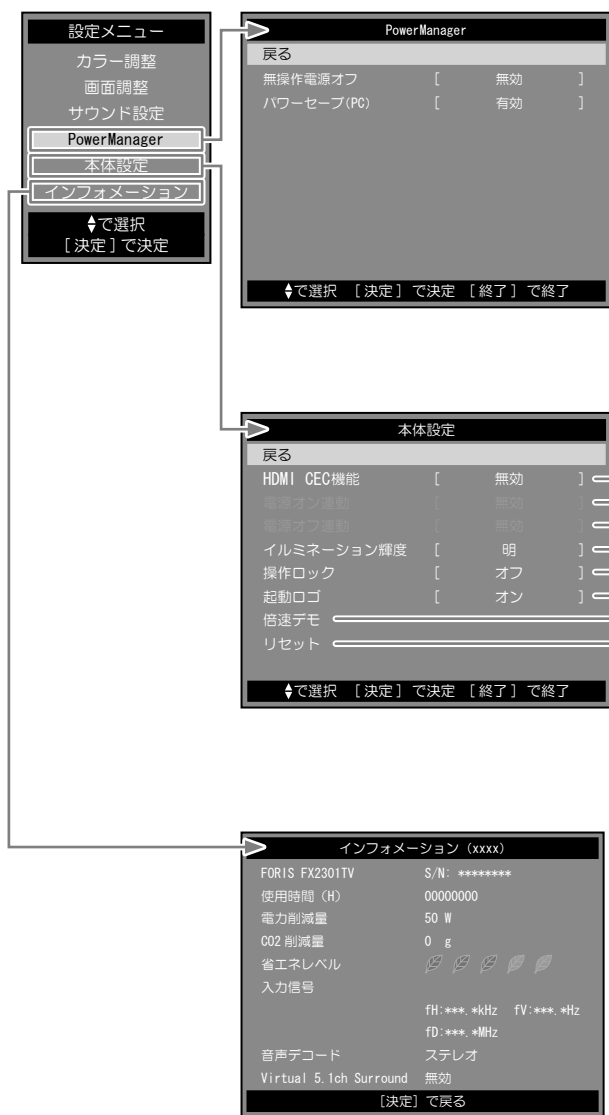 設定メニュー
カラー調整
画面調整
サウンド設定
PowerManager
本体設定
インフォメーション
で選択
[決定]で決定
PowerManager
戻る
無操作電源オフ [ 無効 ]
パワーセーブ(PC) [ 有効 ]
で選択 [決定] で決定 [終了] で終了
本体設定
戻る
HDMI CEC機能 [ 無効 ]
電源オン連動 [ 無効 ]
電源オフ連動 [ 無効 ]
イルミネーション輝度 [ 明 ]
操作ロック [ オフ ]
起動ロゴ [ オン ]
倍速デモ
リセット
で選択 [決定] で決定 [終了] で終了
インフォメーション (xxxx)
FORIS FX2301TV S/N: ********
使用時間 (H) 00000000
電力削減量 50 W
CO2 削減量 0 g
省エネレベル
入力信号
fH:***.*kHz fV:***.*Hz
fD:***.*MHz
音声デコード ステレオ
Virtual 5.1ch Surround 無効
[決定] で戻る